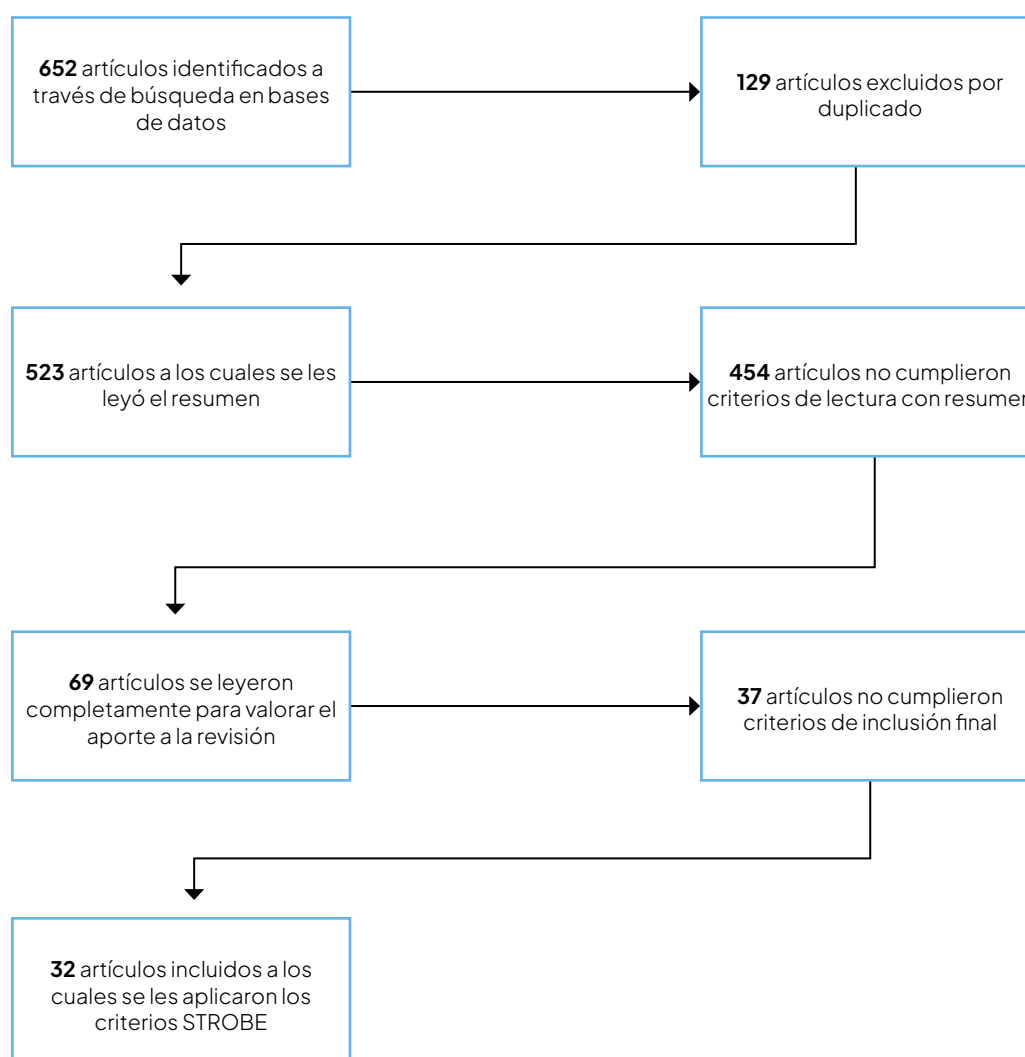 652 artículos identificados a
través de búsqueda en bases
de datos
129 artículos excluidos por
duplicado
523 artículos a los cuales se les
leyó el resumen
454 artículos no cumplieron
criterios de lectura con resumen
69 artículos se leyeron
completamente para valorar el
aporte a la revisión
37 artículos no cumplieron
criterios de inclusión final
32 artículos incluidos a los
cuales se les aplicaron los
criterios STROBE